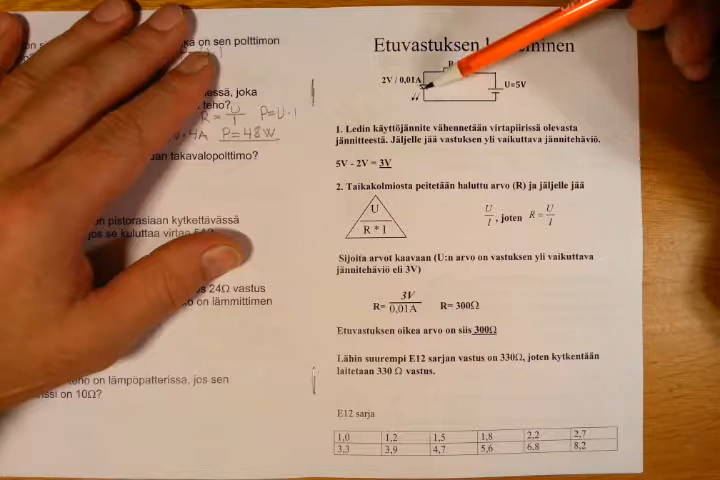 ka on sen polttimon
essä, joka
teho?
R = U/I P=U·I
4A P=48W
an takavalopolttimo?
on pistorasiaan kytkettävässä
jos se kuluttaa virtaa 5A?
s 24Ω vastus
o on lämmittimen
ho on lämpöpatterissa, jos sen
ssi on 10Ω?
Etuvastuksen
2V / 0,01A
R
U=5V
1. Ledin käyttöjännite vähennetään virtapiirissä olevasta
jännitteestä. Jäljelle jää vastuksen yli vaikuttava jännitehäviö.
5V - 2V = 3V
2. Taikakolmiosta peitetään haluttu arvo (R) ja jäljelle jää
U
R * I
U/I , joten R = U/I
Sijoita arvot kaavaan (U:n arvo on vastuksen yli vaikuttava
jännitehäviö eli 3V)
R= 3V/0,01A R= 300Ω
Etuvastuksen oikea arvo on siis 300Ω
Lähin suurempi E12 sarjan vastus on 330Ω, joten kytkentään
laitetaan 330 Ω vastus.
E12 sarja
1,0 1,2 1,5 1,8 2,2 2,7
3,3 3,9 4,7 5,6 6,8 8,2